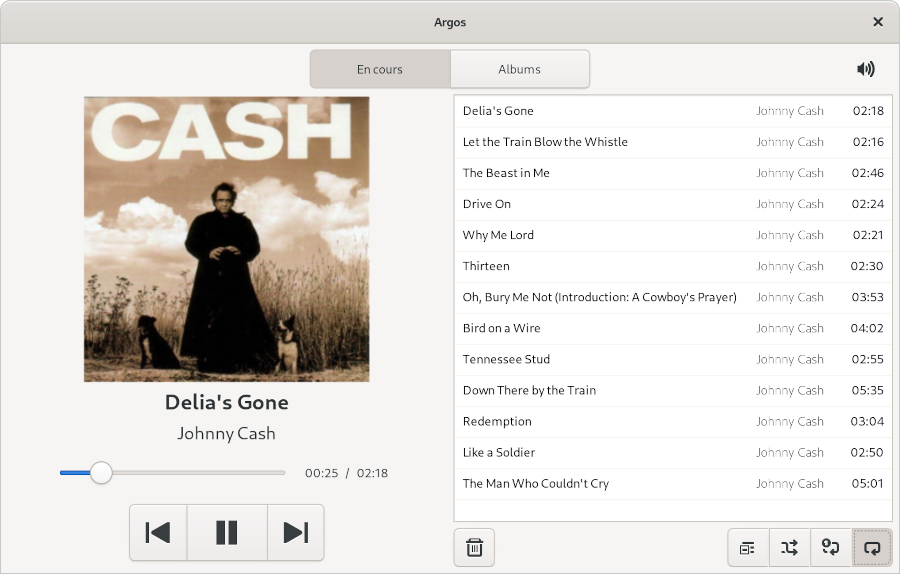 Argos
En cours Albums
CASH
Delia's Gone
Johnny Cash
00:25 / 02:18
Delia's Gone Johnny Cash 02:18
Let the Train Blow the Whistle Johnny Cash 02:16
The Beast in Me Johnny Cash 02:46
Drive On Johnny Cash 02:24
Why Me Lord Johnny Cash 02:21
Thirteen Johnny Cash 02:30
Oh, Bury Me Not (Introduction: A Cowboy's Prayer) Johnny Cash 03:53
Bird on a Wire Johnny Cash 04:02
Tennessee Stud Johnny Cash 02:55
Down There by the Train Johnny Cash 05:35
Redemption Johnny Cash 03:04
Like a Soldier Johnny Cash 02:50
The Man Who Couldn't Cry Johnny Cash 05:01